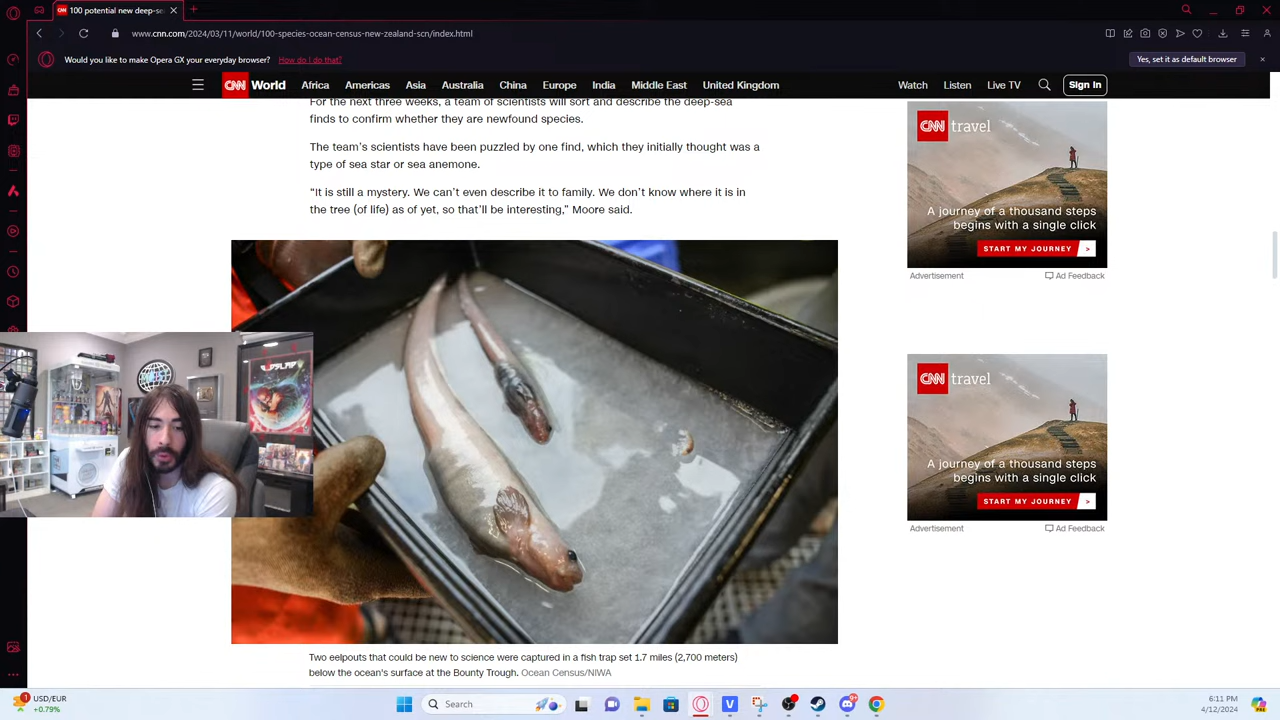 100 potential new deep-se
www.cnn.com/2024/03/11/world/100-species-ocean-census-new-zealand-scn/index.html
Would you like to make Opera GX your everyday browser? How do I do that? Yes, set it as default browser
CNN World Africa Americas Asia Australia China Europe India Middle East United Kingdom Watch Listen Live TV Sign In
For the next three weeks, a team of scientists will sort and describe the deep-sea
finds to confirm whether they are newfound species.
The team's scientists have been puzzled by one find, which they initially thought was a
type of sea star or sea anemone.
“It is still a mystery. We can't even describe it to family. We don't know where it is in
the tree (of life) as of yet, so that'll be interesting,” Moore said.
CNN travel
A journey of a thousand steps
begins with a single click
START MY JOURNEY >
Advertisement Ad Feedback
CNN travel
A journey of a thousand steps
begins with a single click
START MY JOURNEY >
Advertisement Ad Feedback
Two eelpouts that could be new to science were captured in a fish trap set 1.7 miles (2,700 meters)
below the ocean's surface at the Bounty Trough. Ocean Census/NIWA
USD/EUR
+0.79%
Search
6:11 PM
4/12/2024